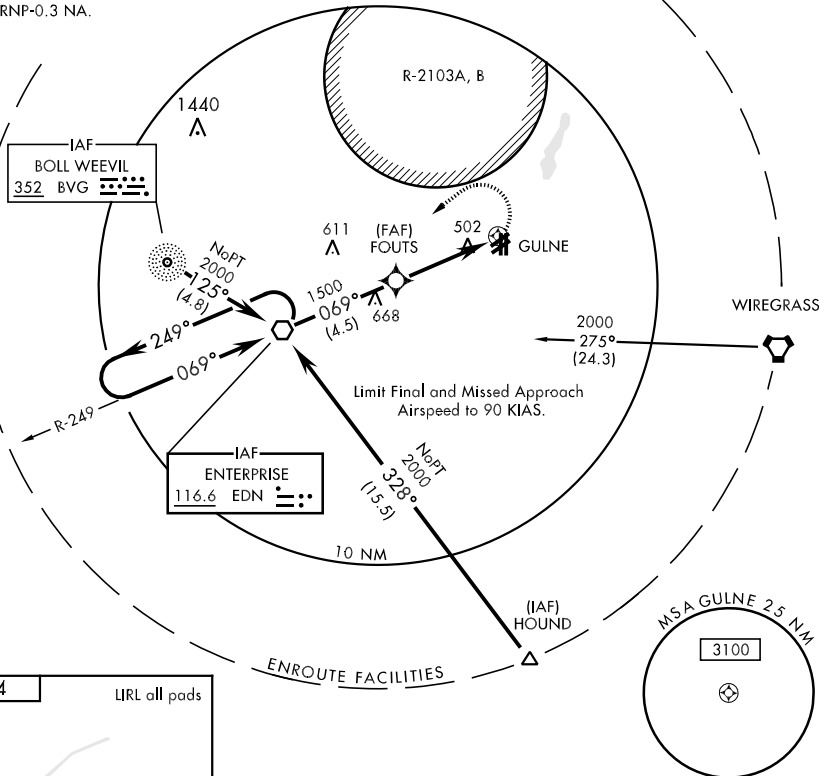 RNP-0.3 NA.
R-2103A, B
1440
IAF
BOLL WEEVIL
352 BVG
611
(FAF)
FOUTS
502
GULNE
NoPT
2000
125°
(4.8)
1500
069°
(4.5)
668
WIREGRASS
2000
275°
(24.3)
249°
069°
R-249
Limit Final and Missed Approach
Airspeed to 90 KIAS.
IAF
ENTERPRISE
116.6 EDN
NoPT
2000
328°
(15.5)
10 NM
(IAF)
HOUND
ENROUTE FACILITIES
MSA GULNE 25 NM
3100
4
LIRL all pads